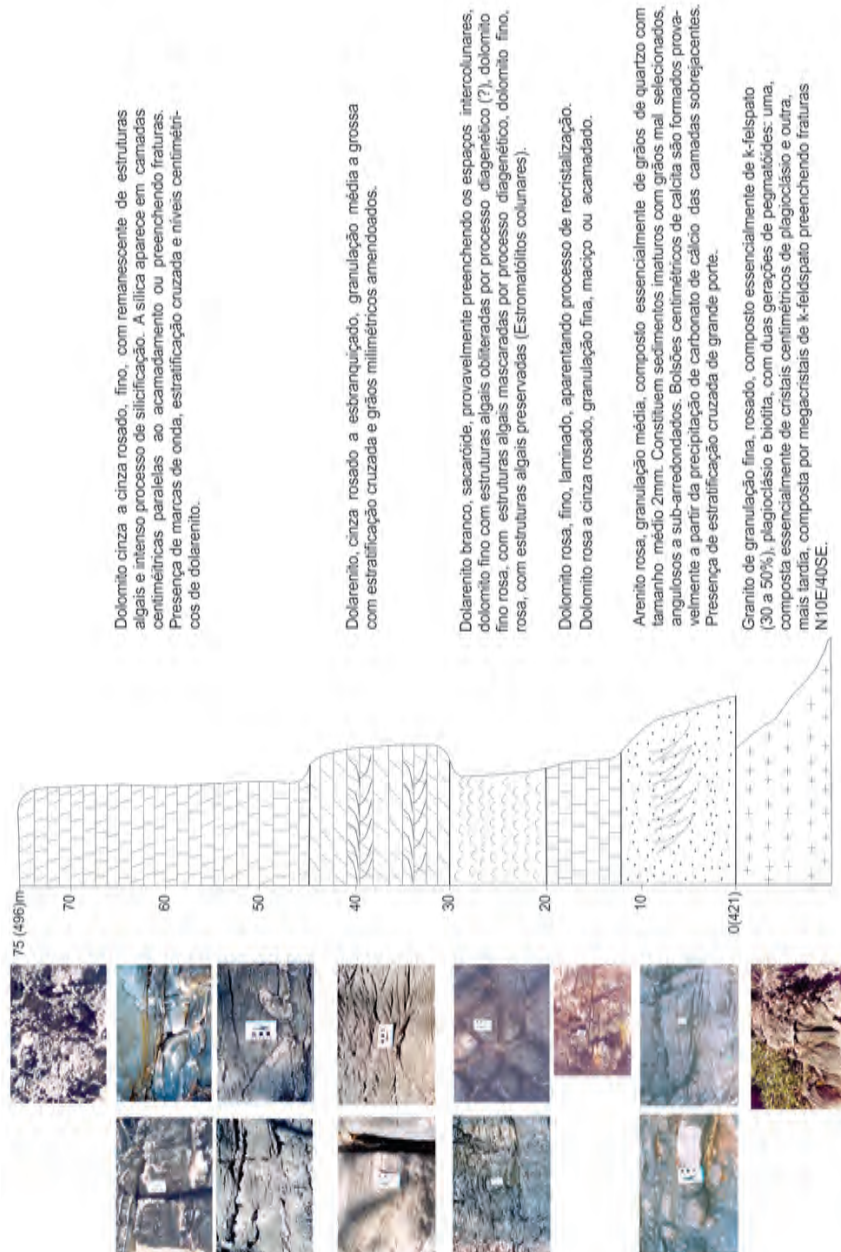 Dolomito cinza a cinza rosado, fino, com remanescente de estruturas
algais e intenso processo de silicificação. A sílica aparece em camadas
centiméitricas paralelas ao acamadamento ou preenchendo fraturas.
Presença de marcas de onda, estratificação cruzada e níveis centimétri-
cos de dolarenito.
Dolarenito, cinza rosado a esbranquiçado, granulação média a grossa
com estratificação cruzada e grãos milimétricos amendoados.
Dolarenito branco, sacaróide, provavelmente preenchendo os espaços intercolunares,
dolomito fino com estruturas algais obliteradas por processo diagenético (?), dolomito
fino rosa, com estruturas algais mascaradas por processo diagenético, dolomito fino,
rosa, com estruturas algais preservadas (Estromatólitos colunares).
Dolomito rosa, fino, laminado, aparentando processo de recristalização.
Dolomito rosa a cinza rosado, granulação fina, maciço ou acamadado.
Arenito rosa, granulação média, composto essencialmente de grãos de quartzo com
tamanho médio 2mm. Constituem sedimentos imaturos com grãos mal selecionados,
angulosos a sub-arredondados. Bolsões centimétricos de calcita são formados prova-
velmente a partir da precipitação de carbonato de cálcio das camadas sobrejacentes.
Presença de estratificação cruzada de grande porte.
Granito de granulação fina, rosado, composto essencialmente de k-felspato
(30 a 50%), plagioclásio e biotita, com duas gerações de pegmatóides: uma,
composta essencialmente de cristais centimétricos de plagioclásio e outra,
mais tardia, composta por megacristais de k-feldspato preenchendo fraturas
N10E/40SE.
75 (496)m
70
60
50
40
30
20
10
0(421)